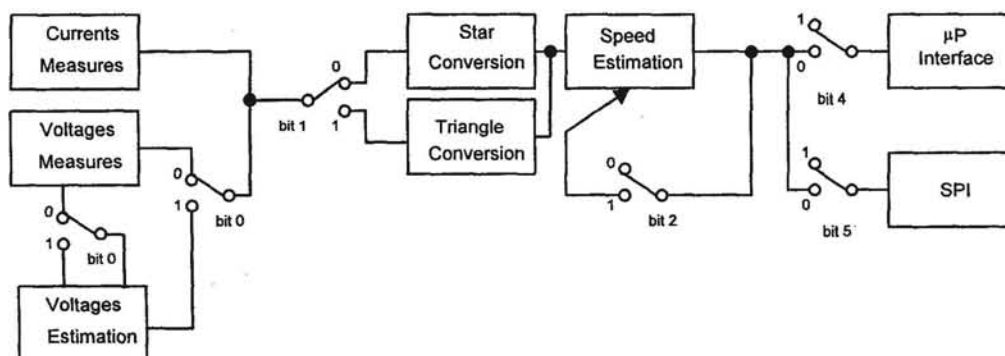 Currents
Measures
Voltages
Measures
0
1
bit 0
0
1
bit 0
Voltages
Estimation
0
1
bit 1
Star
Conversion
Triangle
Conversion
Speed
Estimation
0
1
bit 2
1
0
bit 4
µP
Interface
1
0
bit 5
SPI